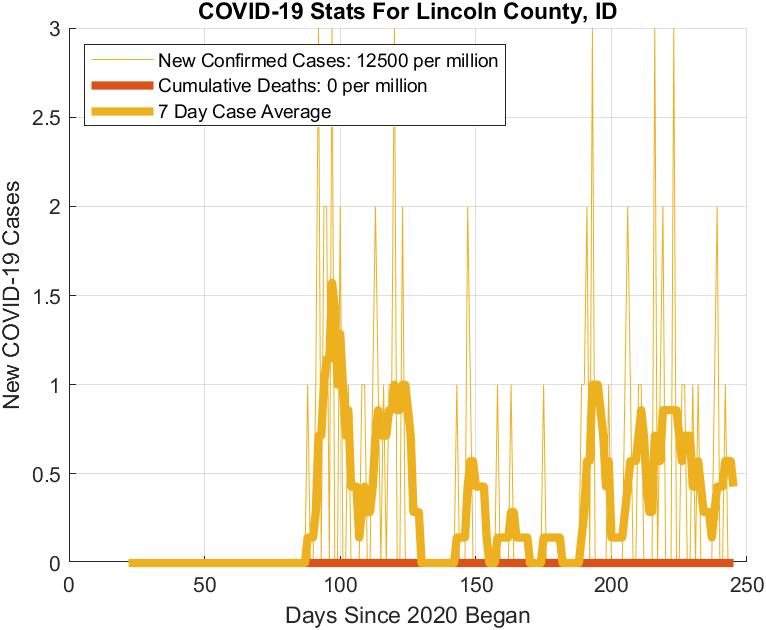 COVID-19 Stats For Lincoln County, ID
New Confirmed Cases: 12500 per million
Cumulative Deaths: 0 per million
7 Day Case Average
New COVID-19 Cases
3
2.5
2
1.5
1
0.5
0
0 50 100 150 200 250
Days Since 2020 Began